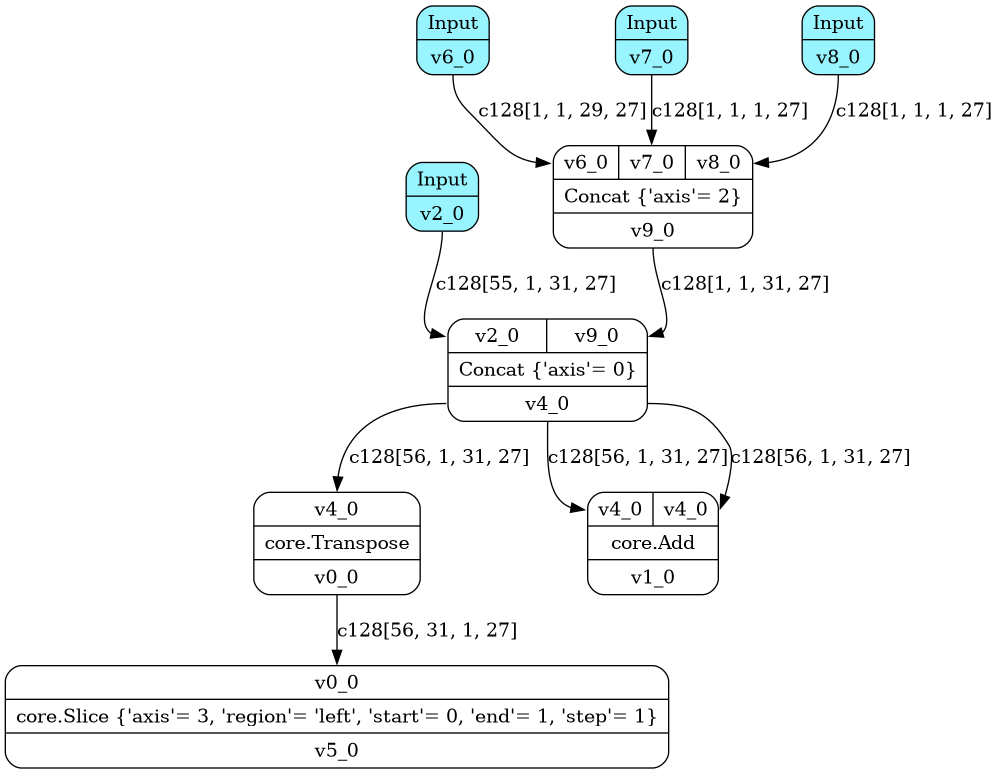 Input
v6_0
Input
v7_0
Input
v8_0
c128[1, 1, 29, 27]
c128[1, 1, 1, 27]
c128[1, 1, 1, 27]
v6_0 v7_0 v8_0
Concat {'axis'= 2}
v9_0
Input
v2_0
c128[55, 1, 31, 27]
c128[1, 1, 31, 27]
v2_0 v9_0
Concat {'axis'= 0}
v4_0
c128[56, 1, 31, 27]
c128[56, 1, 31, 27]
c128[56, 1, 31, 27]
v4_0
core.Transpose
v0_0
v4_0 v4_0
core.Add
v1_0
c128[56, 31, 1, 27]
v0_0
core.Slice {'axis'= 3, 'region'= 'left', 'start'= 0, 'end'= 1, 'step'= 1}
v5_0